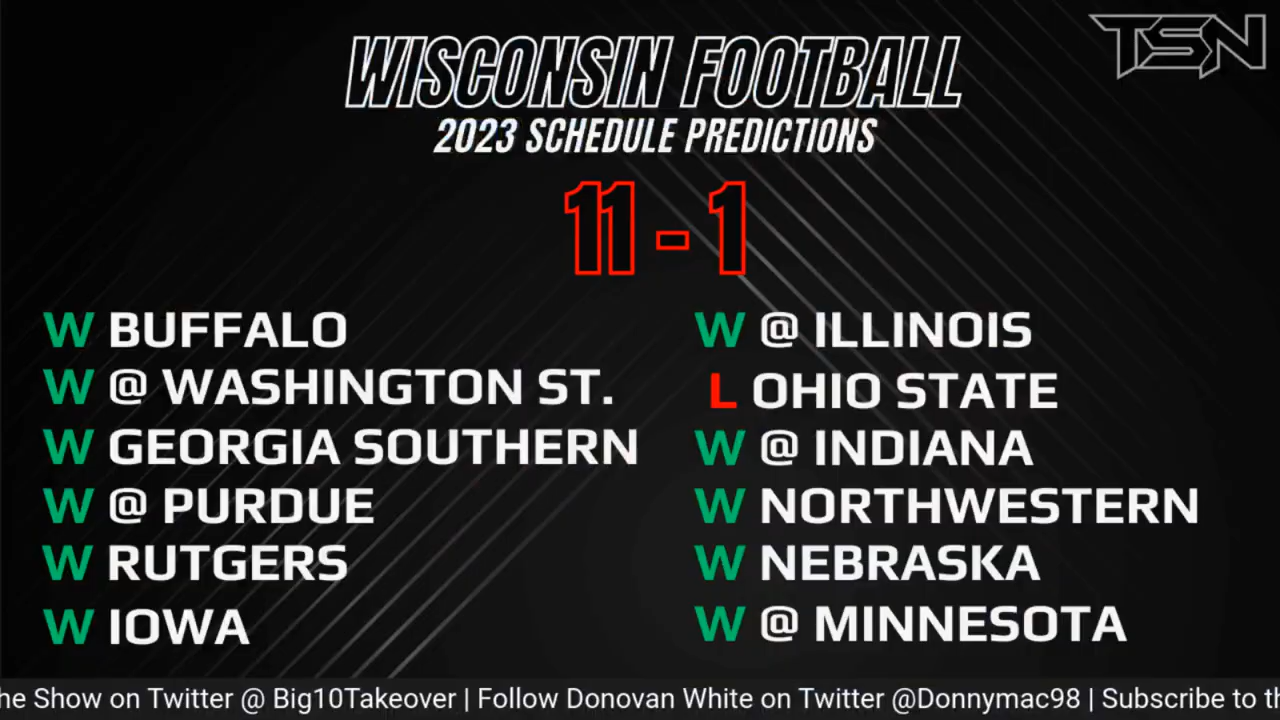 TSN
WISCONSIN FOOTBALL
2023 SCHEDULE PREDICTIONS
11 - 1
W BUFFALO
W @ WASHINGTON ST.
W GEORGIA SOUTHERN
W @ PURDUE
W RUTGERS
W IOWA
W @ ILLINOIS
L OHIO STATE
W @ INDIANA
W NORTHWESTERN
W NEBRASKA
W @ MINNESOTA
he Show on Twitter @ Big10Takeover | Follow Donovan White on Twitter @Donnymac98 | Subscribe to th